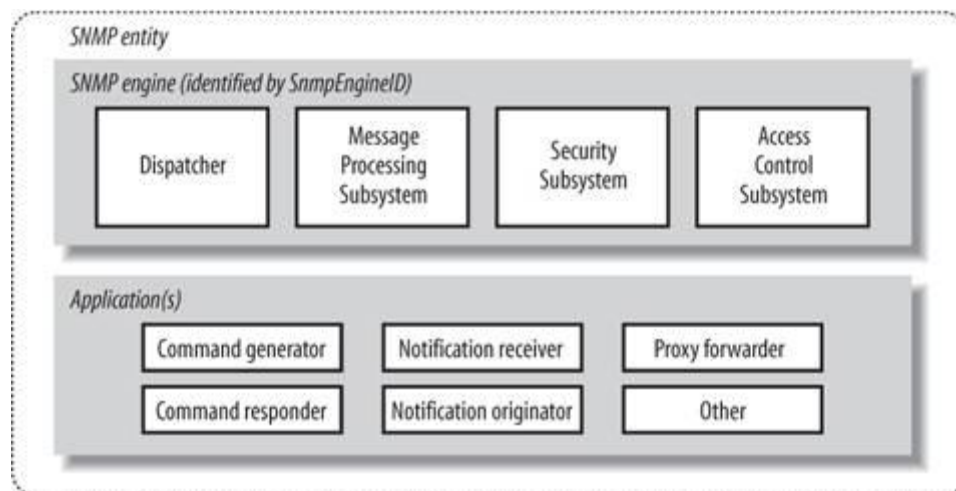 SNMP entity
SNMP engine (identified by SnmpEngineID)
Dispatcher
Message
Processing
Subsystem
Security
Subsystem
Access
Control
Subsystem
Application(s)
Command generator
Notification receiver
Proxy forwarder
Command responder
Notification originator
Other